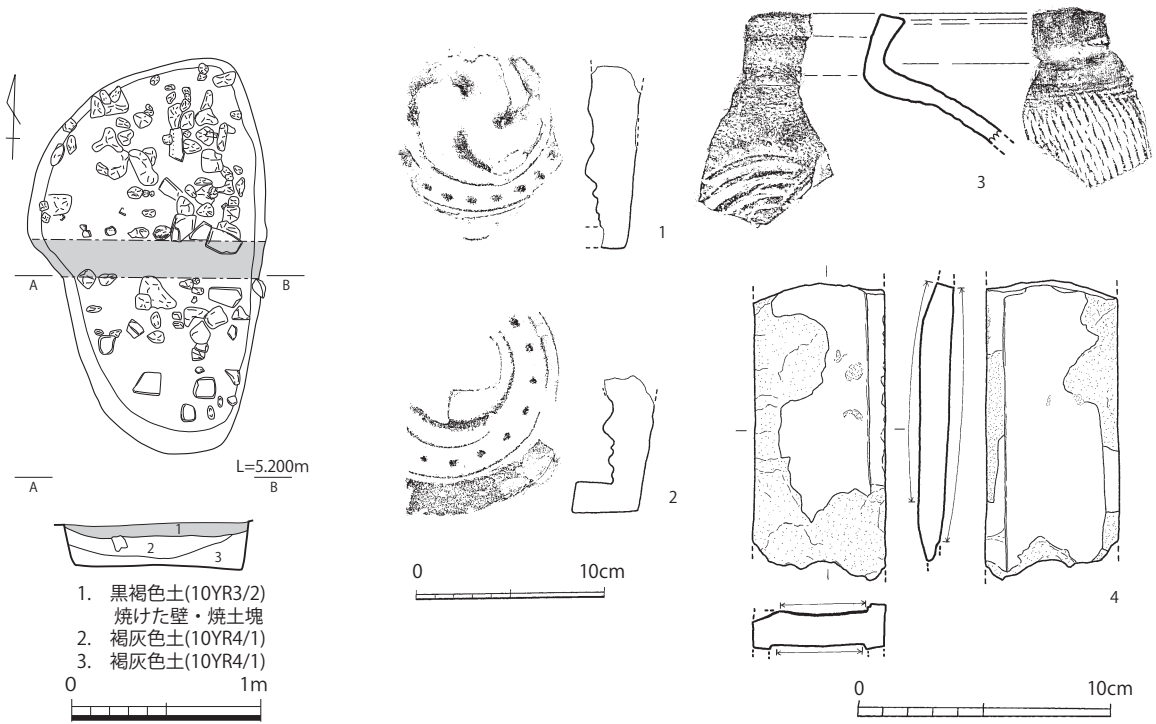 A
B
L=5.200m
A
B
1
2
3
1. 黒褐色土(10YR3/2)
焼けた壁・焼土塊
2. 褐灰色土(10YR4/1)
3. 褐灰色土(10YR4/1)
0 1m
1
2
0 10cm
3
4
0 10cm